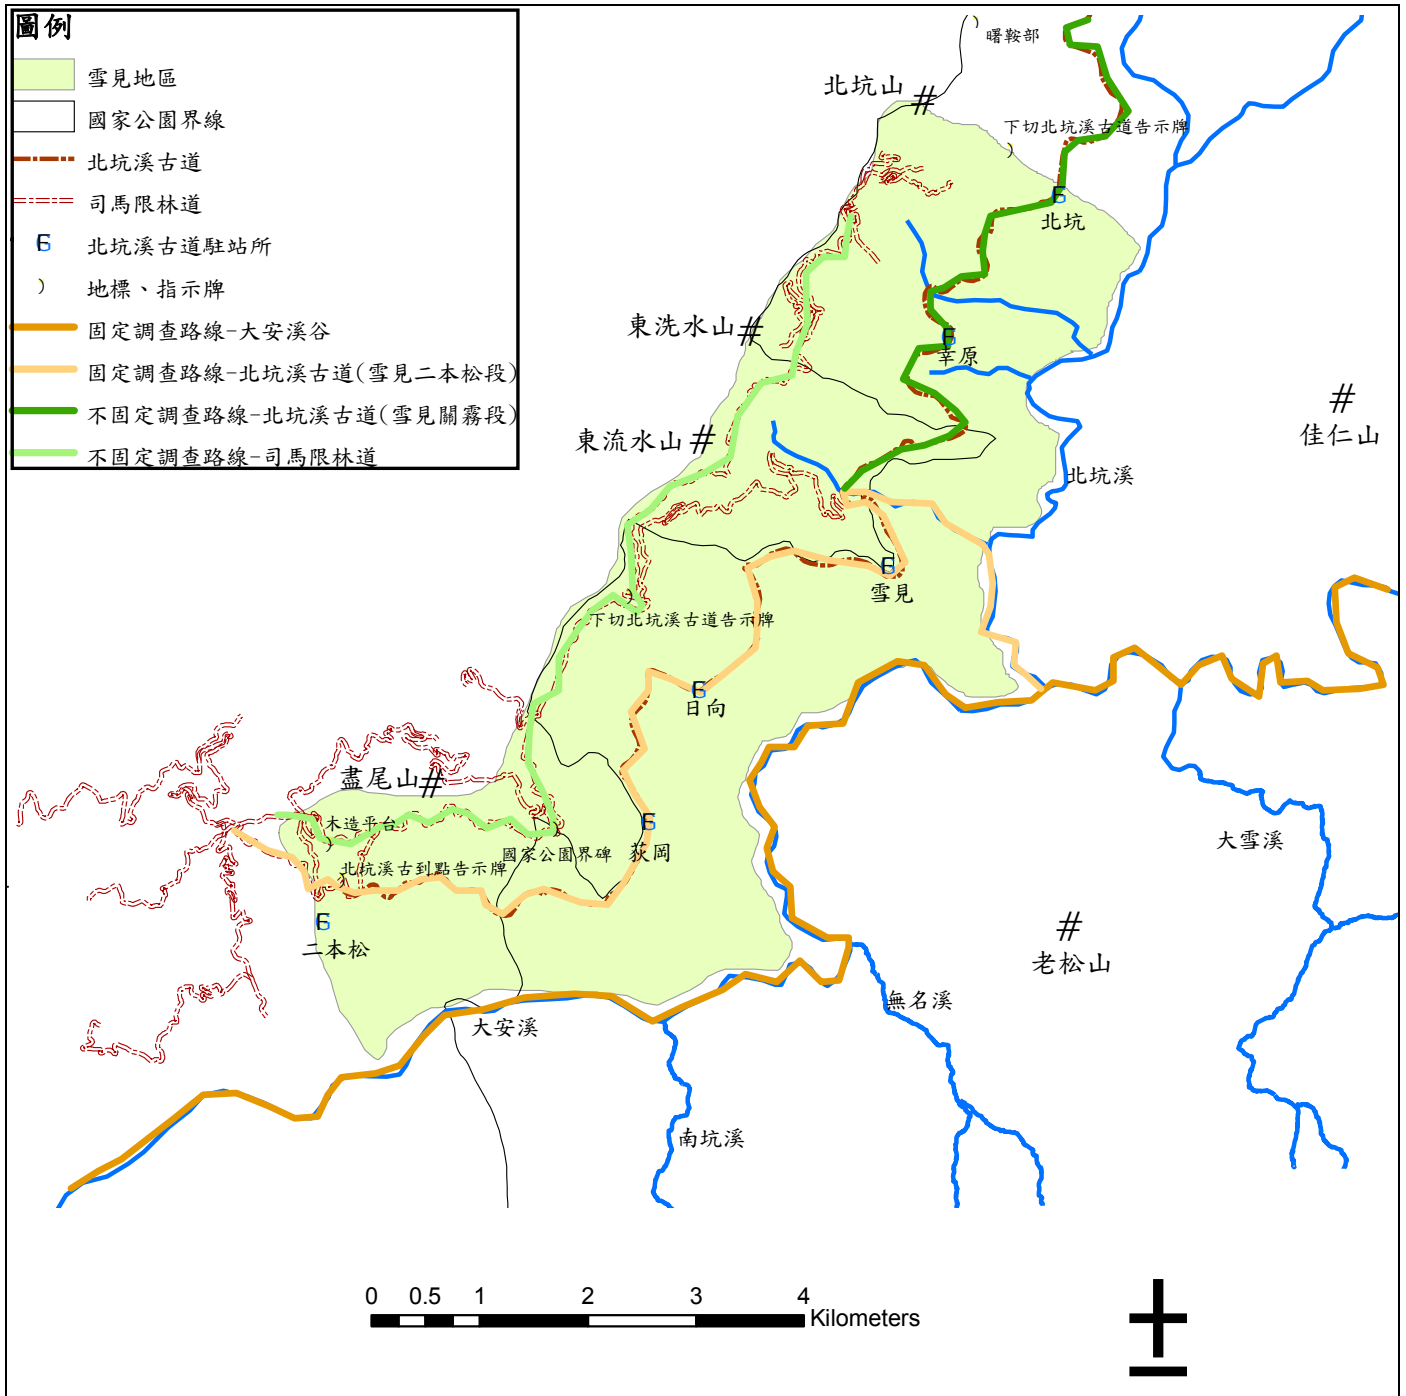 圖例
雪見地區
國家公園界線
北坑溪古道
司馬限林道
北坑溪古道駐站所
地標、指示牌
固定調查路線-大安溪谷
固定調查路線-北坑溪古道(雪見二本松段)
不固定調查路線-北坑溪古道(雪見關霧段)
不固定調查路線-司馬限林道
曙鞍部
北坑山
下切北坑溪古道告示牌
北坑
東洗水山
幸原
佳仁山
東流水山
北坑溪
雪見
下切北坑溪古道告示牌
日向
盡尾山
木造平台
國家公園界碑
荻岡
大雪溪
北坑溪古到點告示牌
二本松
老松山
無名溪
大安溪
南坑溪
0 0.5 1 2 3 4
Kilometers